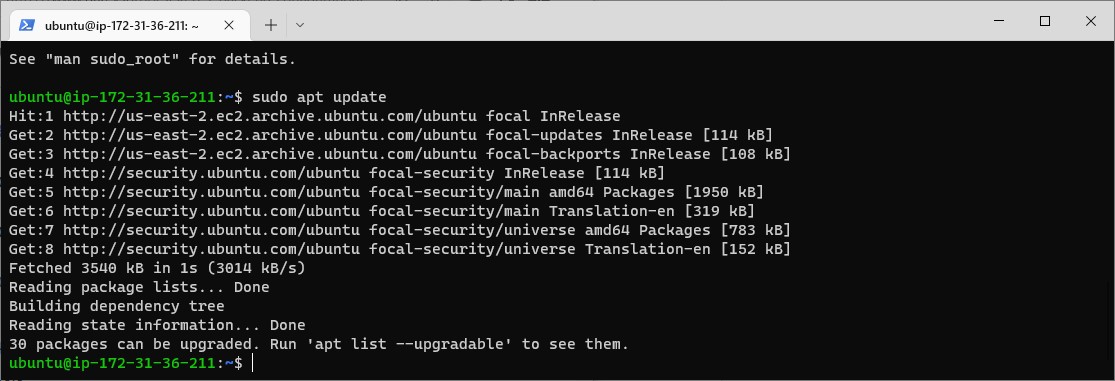 ubuntu@ip-172-31-36-211: ~
See "man sudo_root" for details.
ubuntu@ip-172-31-36-211:~$ sudo apt update
Hit:1 http://us-east-2.ec2.archive.ubuntu.com/ubuntu focal InRelease
Get:2 http://us-east-2.ec2.archive.ubuntu.com/ubuntu focal-updates InRelease [114 kB]
Get:3 http://us-east-2.ec2.archive.ubuntu.com/ubuntu focal-backports InRelease [108 kB]
Get:4 http://security.ubuntu.com/ubuntu focal-security InRelease [114 kB]
Get:5 http://security.ubuntu.com/ubuntu focal-security/main amd64 Packages [1950 kB]
Get:6 http://security.ubuntu.com/ubuntu focal-security/main Translation-en [319 kB]
Get:7 http://security.ubuntu.com/ubuntu focal-security/universe amd64 Packages [783 kB]
Get:8 http://security.ubuntu.com/ubuntu focal-security/universe Translation-en [152 kB]
Fetched 3540 kB in 1s (3014 kB/s)
Reading package lists... Done
Building dependency tree
Reading state information... Done
30 packages can be upgraded. Run 'apt list --upgradable' to see them.
ubuntu@ip-172-31-36-211:~$